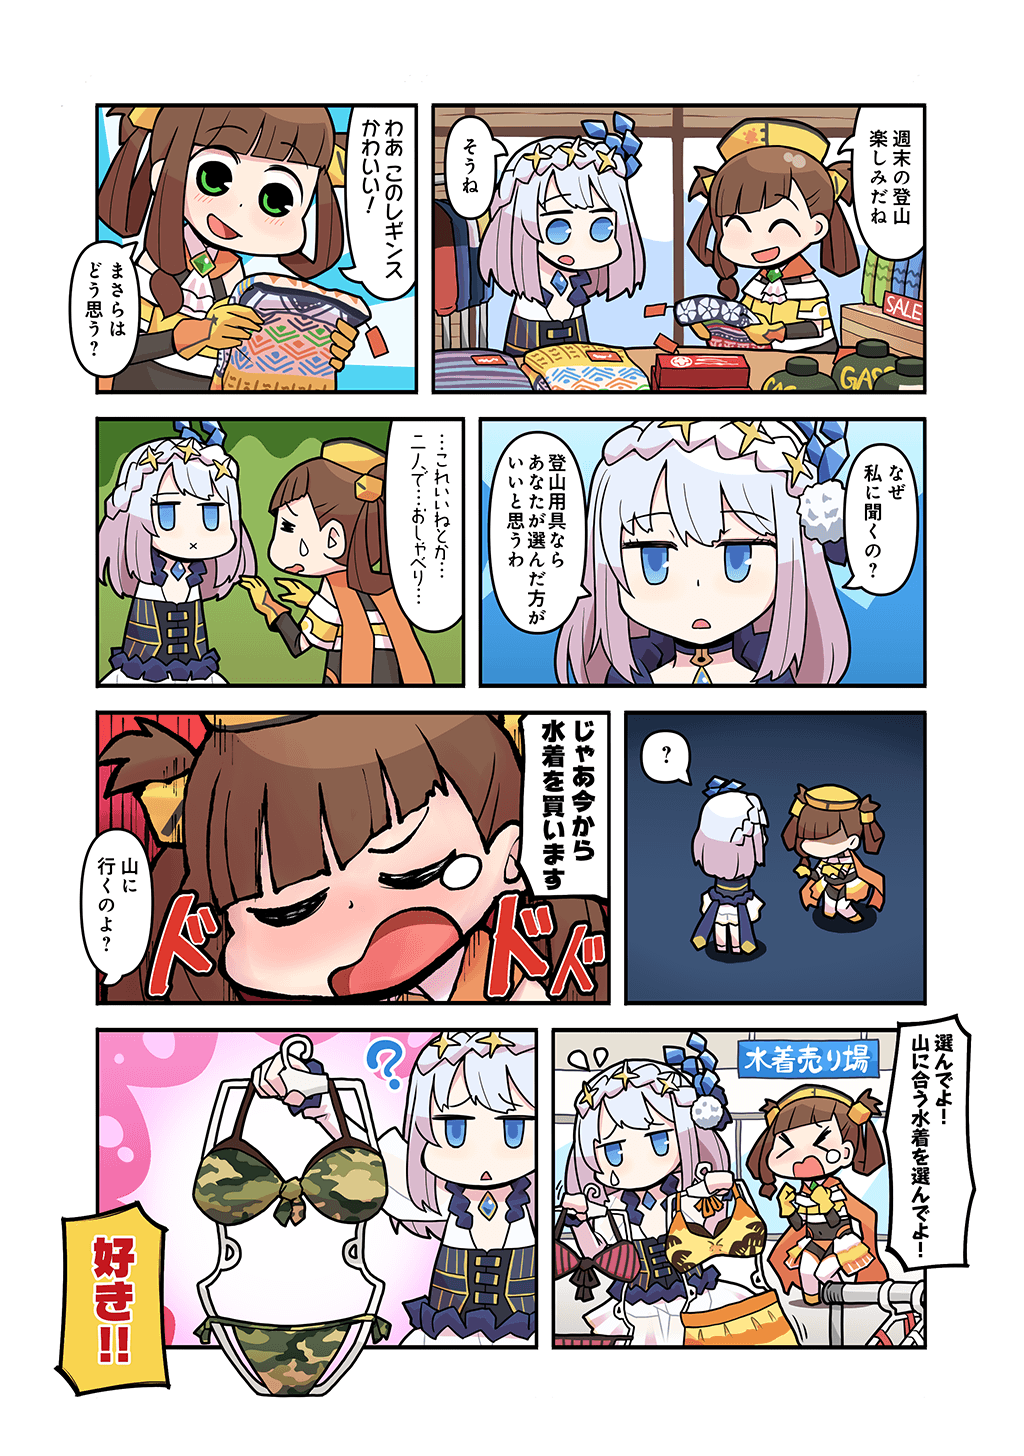 週末の登山
楽しみだね
そうね
SALE
GAS
GAS
わあ このレギンス
かわいい！
まさらは
どう思う？
なぜ
私に聞くの？
登山用具なら
あなたが選んだ方が
いいと思うわ
…これいいねとか…
二人で…おしゃべり…
？
じゃあ今から
水着を買います
ドドド
山に
行くのよ？
選んでよ！
山に合う水着を選んでよ！
水着売り場
？
好き！！